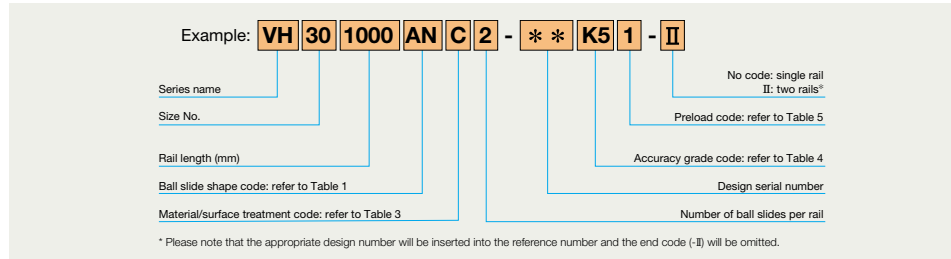 Example: VH 30 1000 AN C 2 - ** K5 1 - Ⅱ
No code: single rail
Ⅱ: two rails*
Series name
Size No.
Preload code: refer to Table 5
Rail length (mm)
Accuracy grade code: refer to Table 4
Ball slide shape code: refer to Table 1
Design serial number
Material/surface treatment code: refer to Table 3
Number of ball slides per rail
* Please note that the appropriate design number will be inserted into the reference number and the end code (-Ⅱ) will be omitted.